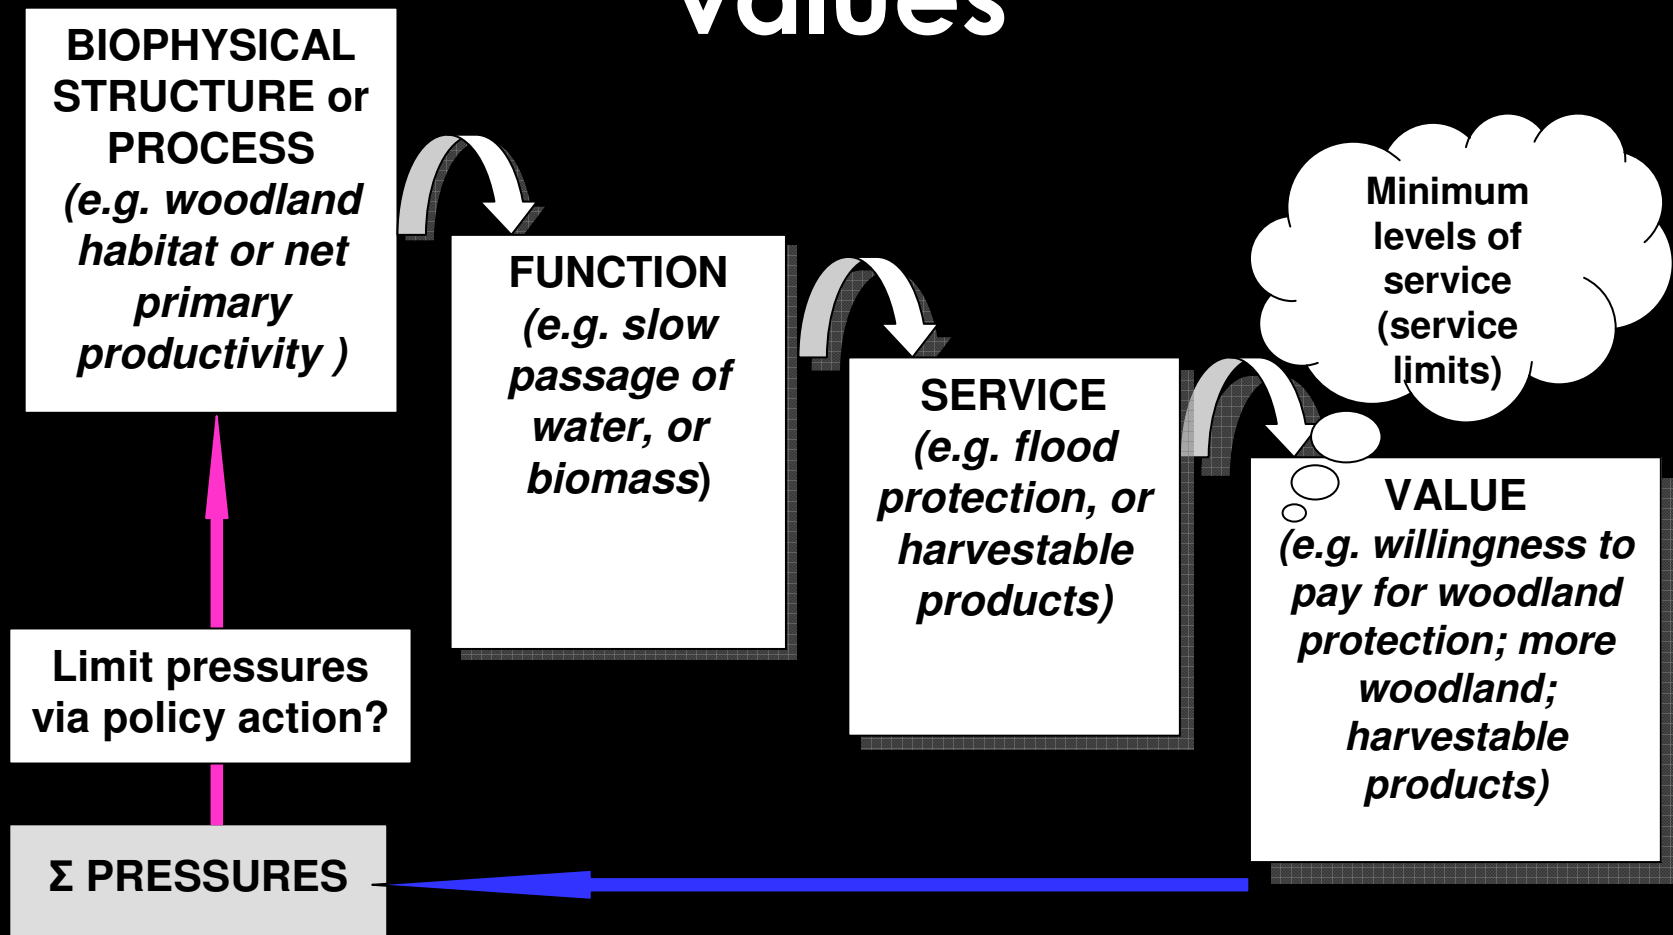 values
BIOPHYSICAL
STRUCTURE or
PROCESS
(e.g. woodland
habitat or net
primary
productivity )
FUNCTION
(e.g. slow
passage of
water, or
biomass)
SERVICE
(e.g. flood
protection, or
harvestable
products)
Minimum
levels of
service
(service
limits)
VALUE
(e.g. willingness to
pay for woodland
protection; more
woodland;
harvestable
products)
Limit pressures
via policy action?
Σ PRESSURES